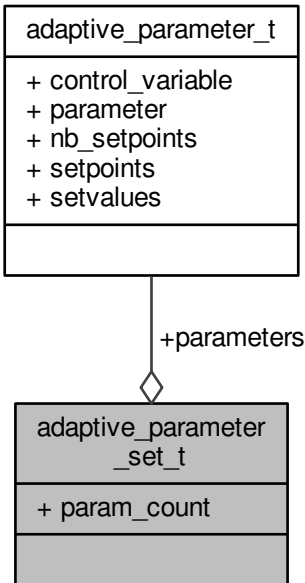 adaptive_parameter_t
+ control_variable
+ parameter
+ nb_setpoints
+ setpoints
+ setvalues
+parameters
adaptive_parameter
_set_t
+ param_count